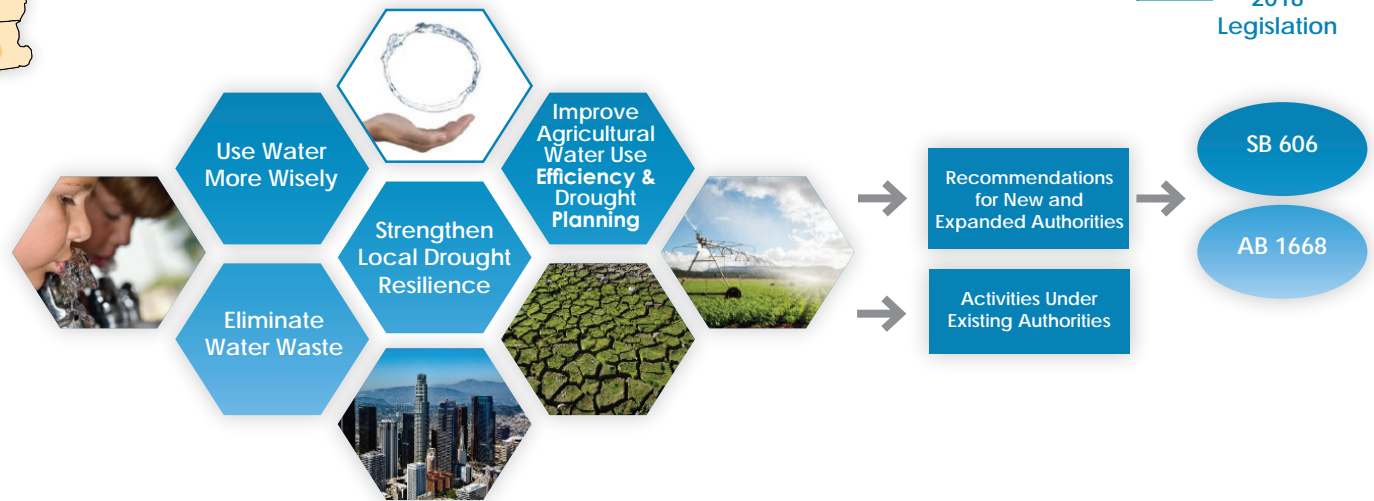 2018
Legislation
Use Water
More Wisely
Improve
Agricultural
Water Use
Efficiency &
Drought
Planning
Strengthen
Local Drought
Resilience
Eliminate
Water Waste
Recommendations
for New and
Expanded Authorities
Activities Under
Existing Authorities
SB 606
AB 1668